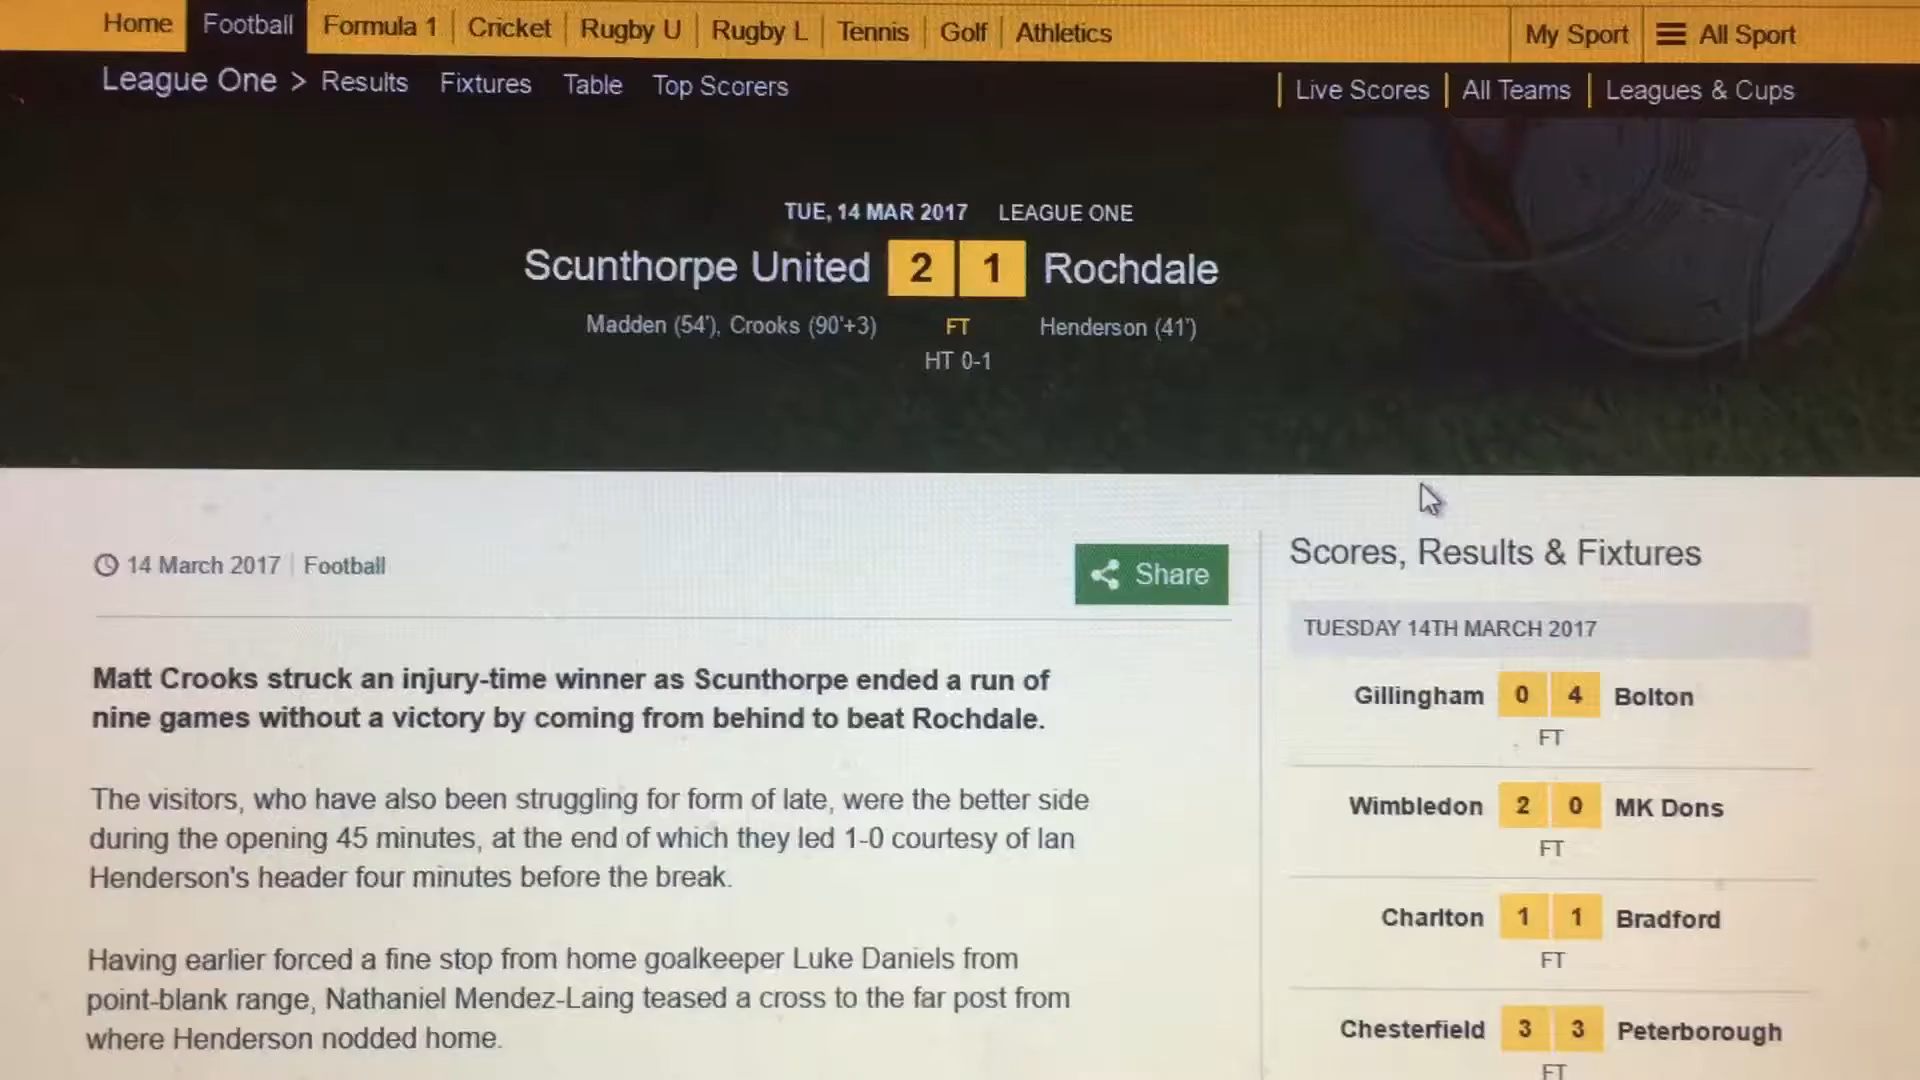 Home Football Formula 1 Cricket Rugby U Rugby L Tennis Golf Athletics My Sport All Sport
League One > Results Fixtures Table Top Scorers Live Scores All Teams Leagues & Cups
TUE, 14 MAR 2017 LEAGUE ONE
Scunthorpe United 2 1 Rochdale
Madden (54'), Crooks (90'+3) FT Henderson (41')
HT 0-1
14 March 2017 Football
Share
Matt Crooks struck an injury-time winner as Scunthorpe ended a run of
nine games without a victory by coming from behind to beat Rochdale.
The visitors, who have also been struggling for form of late, were the better side
during the opening 45 minutes, at the end of which they led 1-0 courtesy of Ian
Henderson's header four minutes before the break.
Having earlier forced a fine stop from home goalkeeper Luke Daniels from
point-blank range, Nathaniel Mendez-Laing teased a cross to the far post from
where Henderson nodded home.
Scores, Results & Fixtures
TUESDAY 14TH MARCH 2017
Gillingham 0 4 Bolton
FT
Wimbledon 2 0 MK Dons
FT
Charlton 1 1 Bradford
FT
Chesterfield 3 3 Peterborough
FT